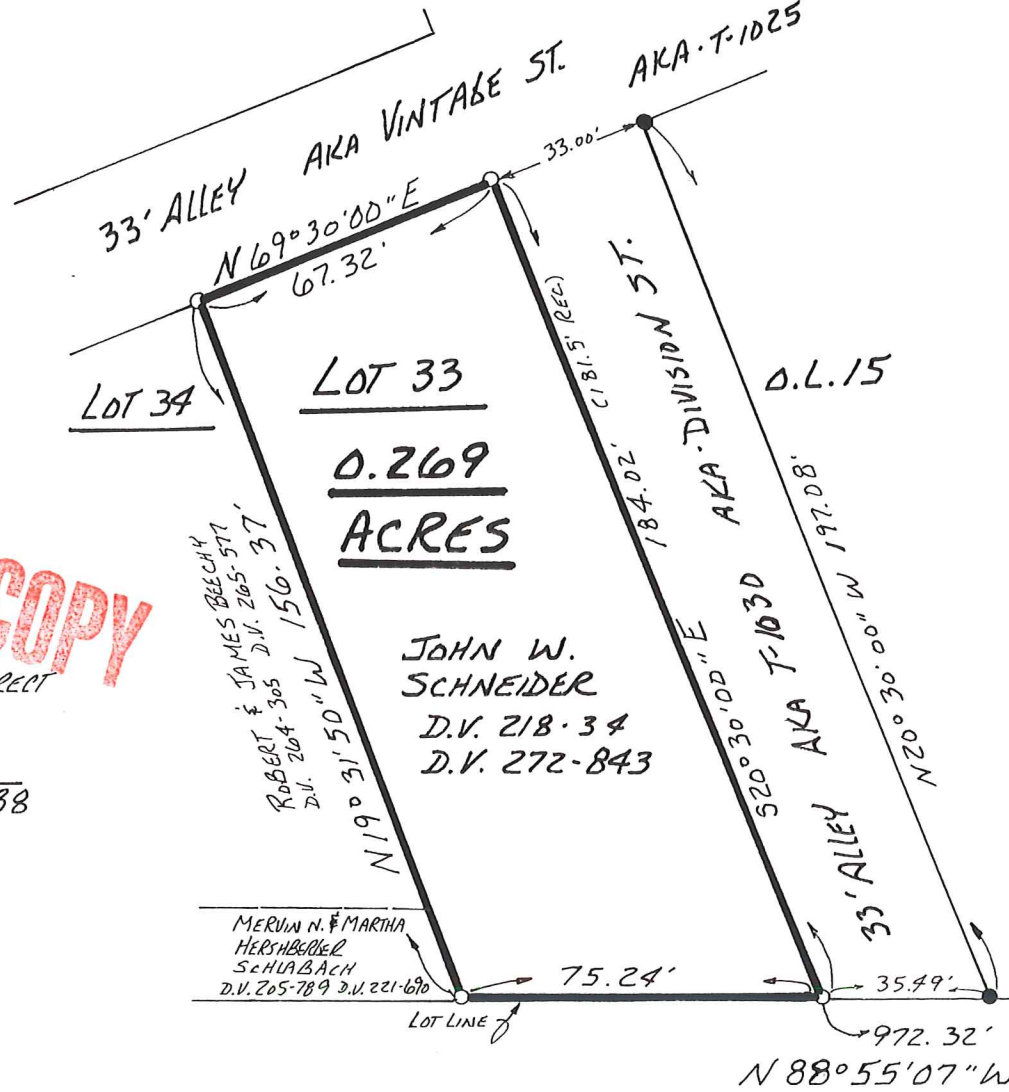 33' ALLEY AKA VINTAGE ST. AKA·T-1025
33.00'
N 69°30'00" E
67.32'
LOT 34
LOT 33
0.269
ACRES
O.L.15
184.02' (181.5' REC)
S20°30'00"E
33' ALLEY AKA T-1030 AKA-DIVISION ST.
N20°30'00"W 197.08'
ROBERT & JAMES BEECHY
D.V. 264-305 D.V. 265-577
N19°31'50"W 156.37'
JOHN W.
SCHNEIDER
D.V. 218-34
D.V. 272-843
COPY
RECT
38
MERVIN N. & MARTHA
HERSHBERGER
SCHLABACH
D.V. 205-789 D.V. 221-690
75.24'
35.49'
LOT LINE
972.32'
N 88°55'07"W